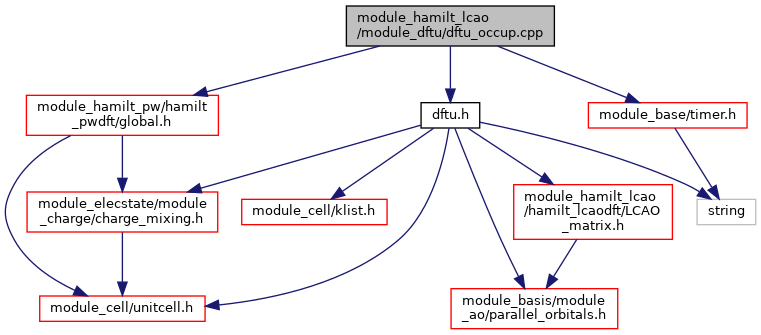 module_hamilt_lcao
/module_dftu/dftu_occup.cpp
module_hamilt_pw/hamilt
_pwdft/global.h
dftu.h
module_base/timer.h
module_elecstate/module
_charge/charge_mixing.h
module_cell/klist.h
module_hamilt_lcao
/hamilt_lcaodft/LCAO
_matrix.h
string
module_cell/unitcell.h
module_basis/module
_ao/parallel_orbitals.h